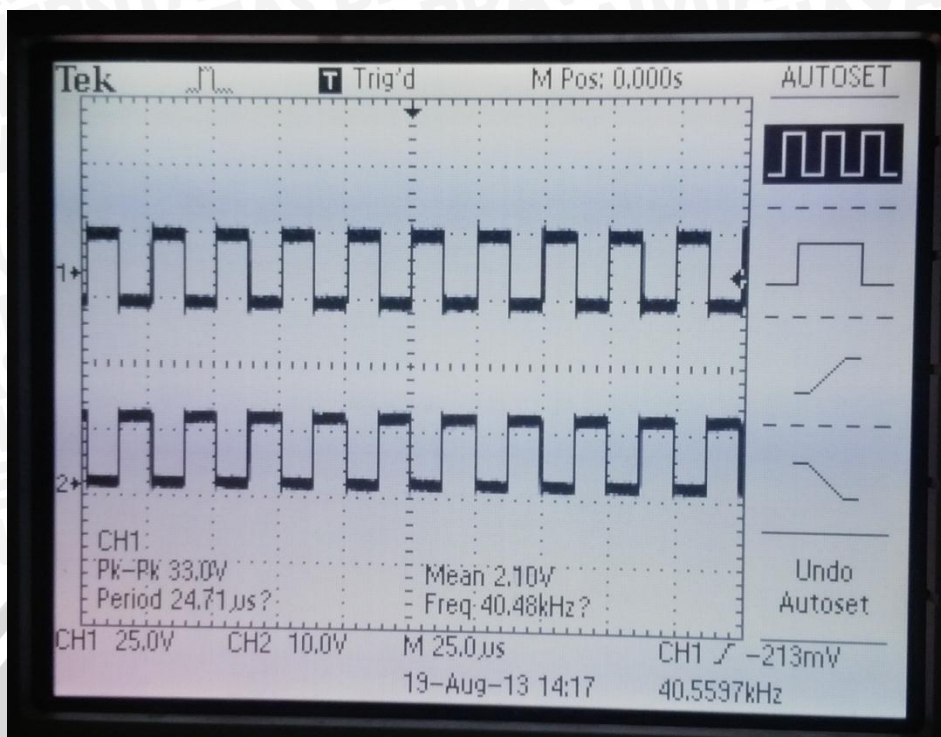 Tek T Trig'd M Pos: 0.000s AUTOSET
1
2
CH1
Pk-Pk 33.0V Mean 2.10V
Period 24.71µs? Freq 40.48kHz?
Undo
Autoset
CH1 25.0V CH2 10.0V M 25.0µs CH1 -213mV
19-Aug-13 14:17 40.5597kHz